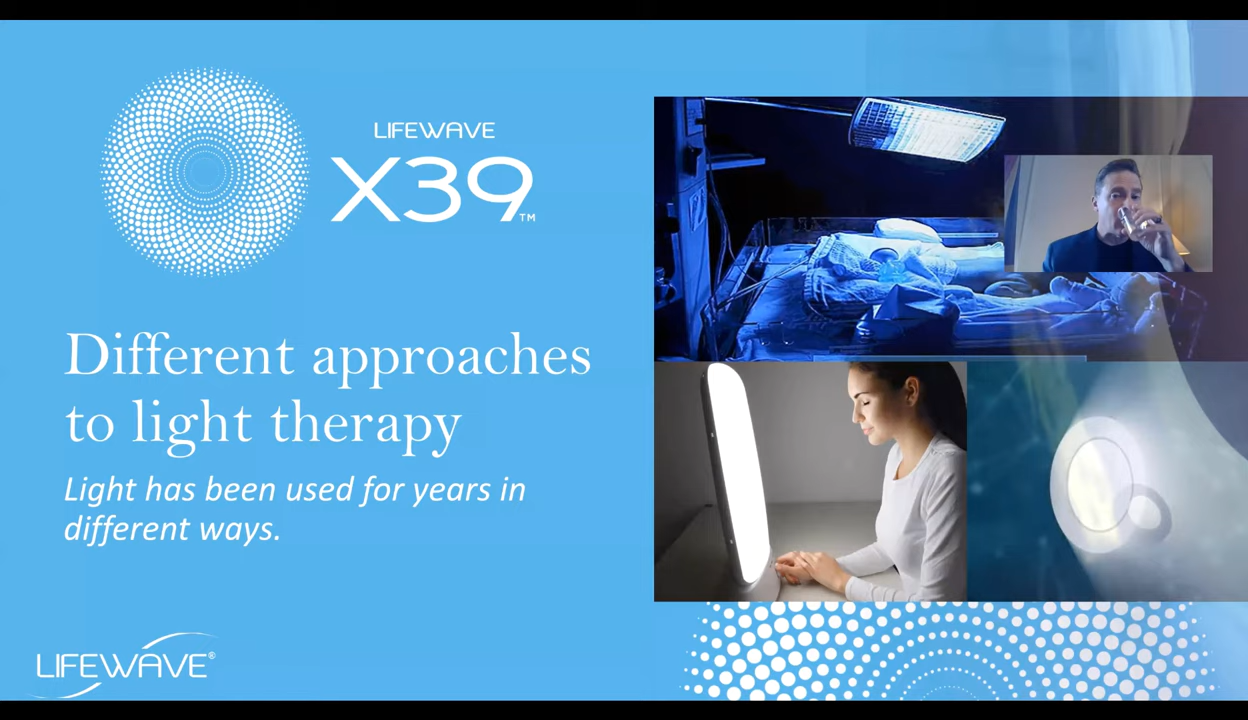 LIFEWAVE
X39™
Different approaches
to light therapy
Light has been used for years in
different ways.
LIFEWAVE®